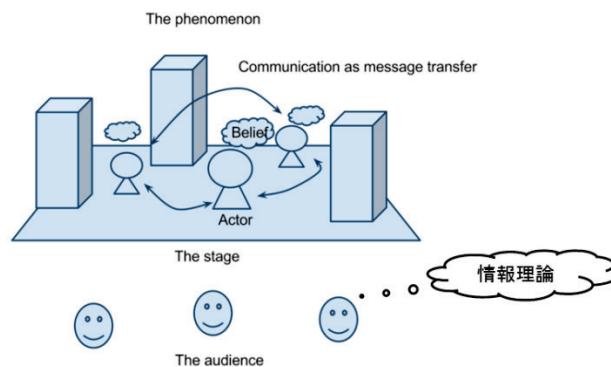 The phenomenon
Communication as message transfer
Belief
Actor
The stage
情報理論
The audience